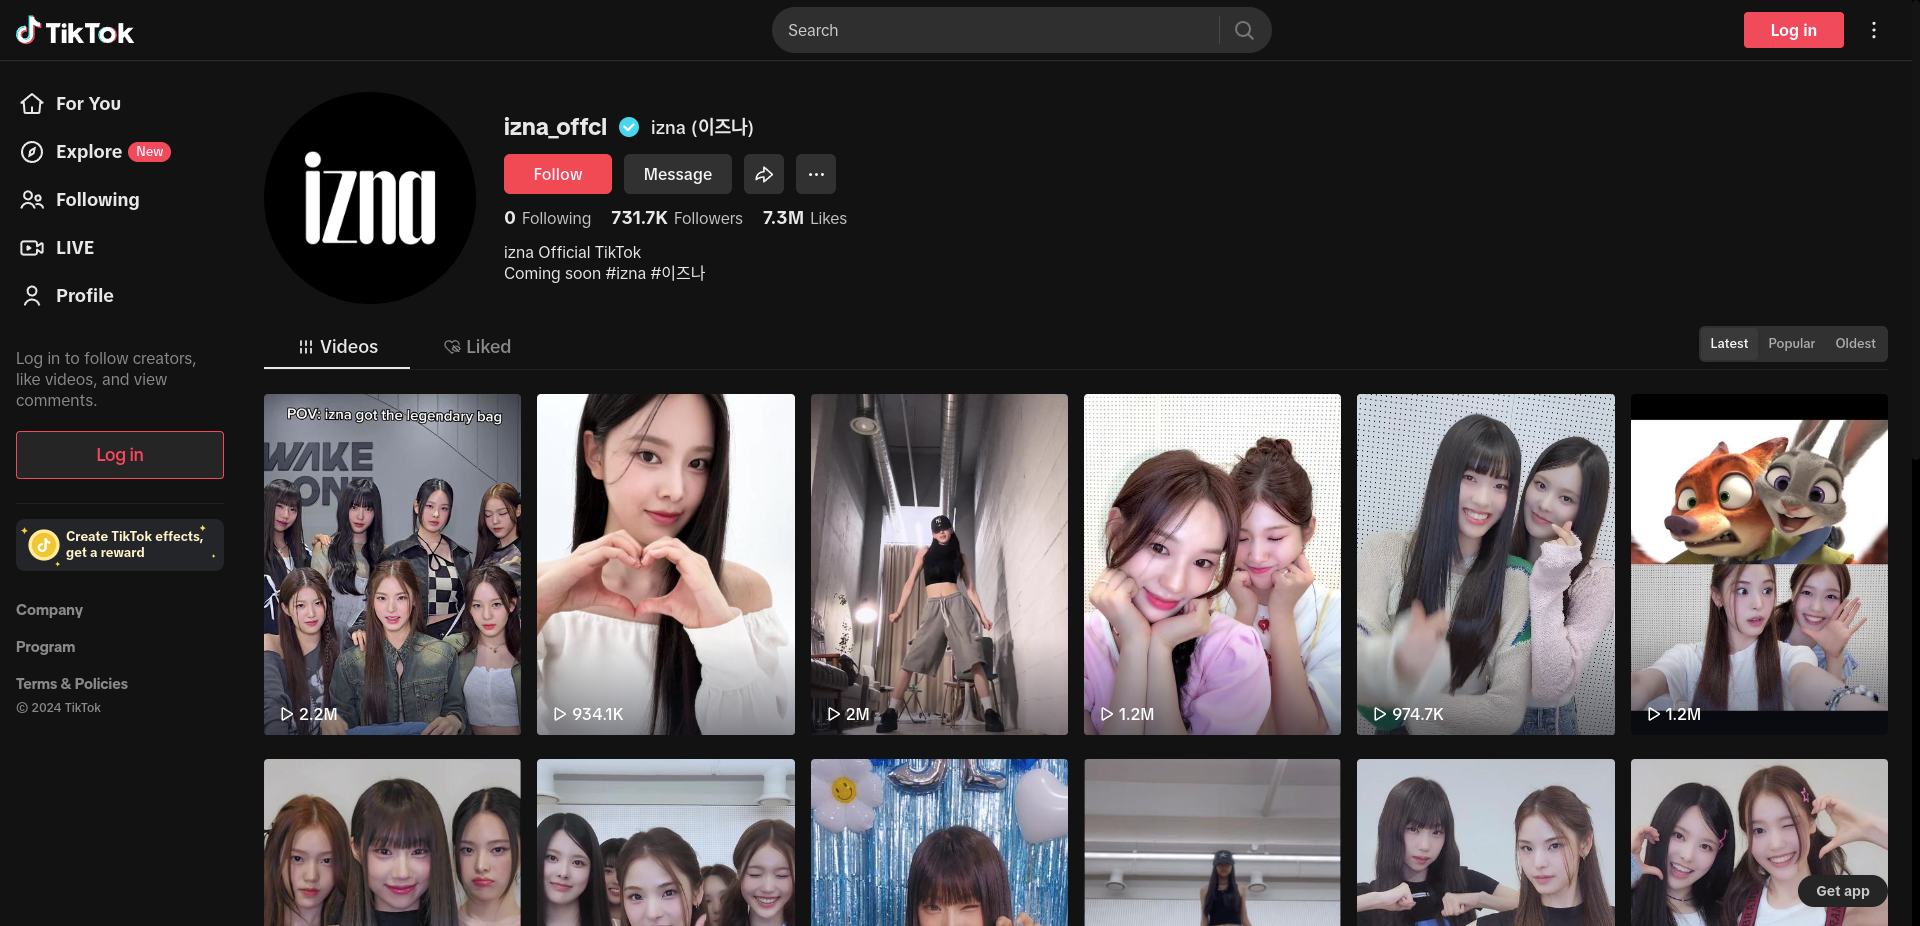 TikTok
Search
Log in
For You
Explore New
Following
LIVE
Profile
Log in to follow creators,
like videos, and view
comments.
Log in
Create TikTok effects,
get a reward
Company
Program
Terms & Policies
© 2024 TikTok
izna
izna_offcl izna (이즈나)
Follow Message
0 Following 731.7K Followers 7.3M Likes
izna Official TikTok
Coming soon #izna #이즈나
Videos Liked
Latest Popular Oldest
POV: izna got the legendary bag
WAKE
ONE
2.2M
934.1K
2M
1.2M
974.7K
1.2M
Get app